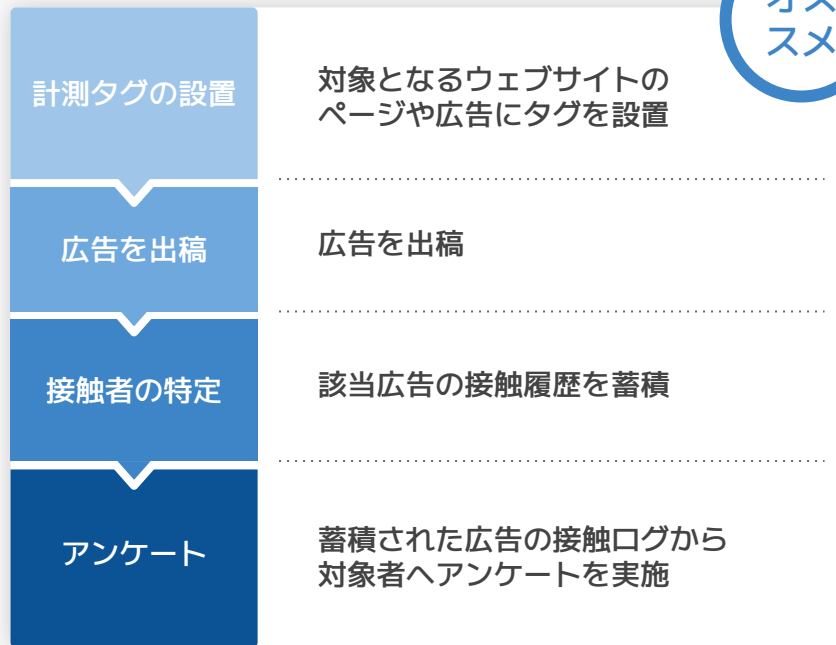 オス
スメ
計測タグの設置
対象となるウェブサイトの
ページや広告にタグを設置
広告を出稿
広告を出稿
接触者の特定
該当広告の接触履歴を蓄積
アンケート
蓄積された広告の接触ログから
対象者へアンケートを実施